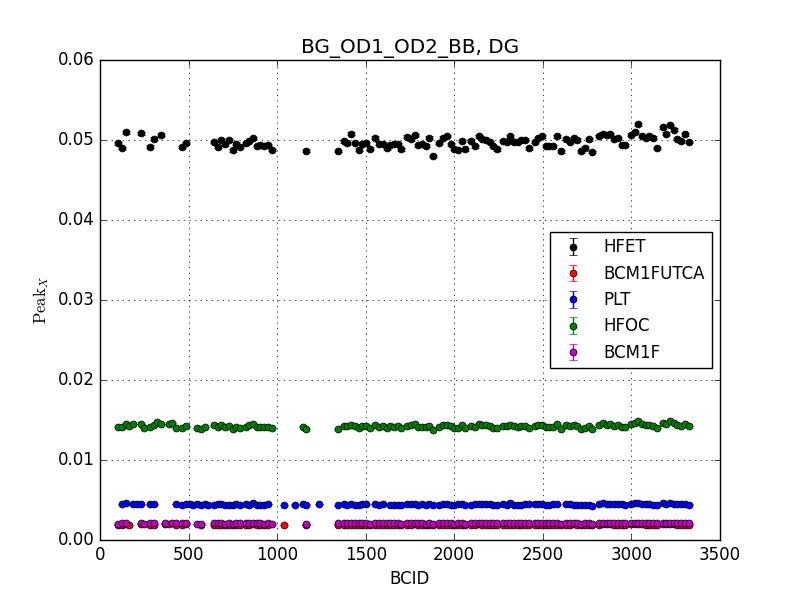 BG_OD1_OD2_BB, DG
0.06
0.05
0.04
0.03
0.02
0.01
0.00
Peak_X
HFET
BCM1FUTCA
PLT
HFOC
BCM1F
0 500 1000 1500 2000 2500 3000 3500
BCID